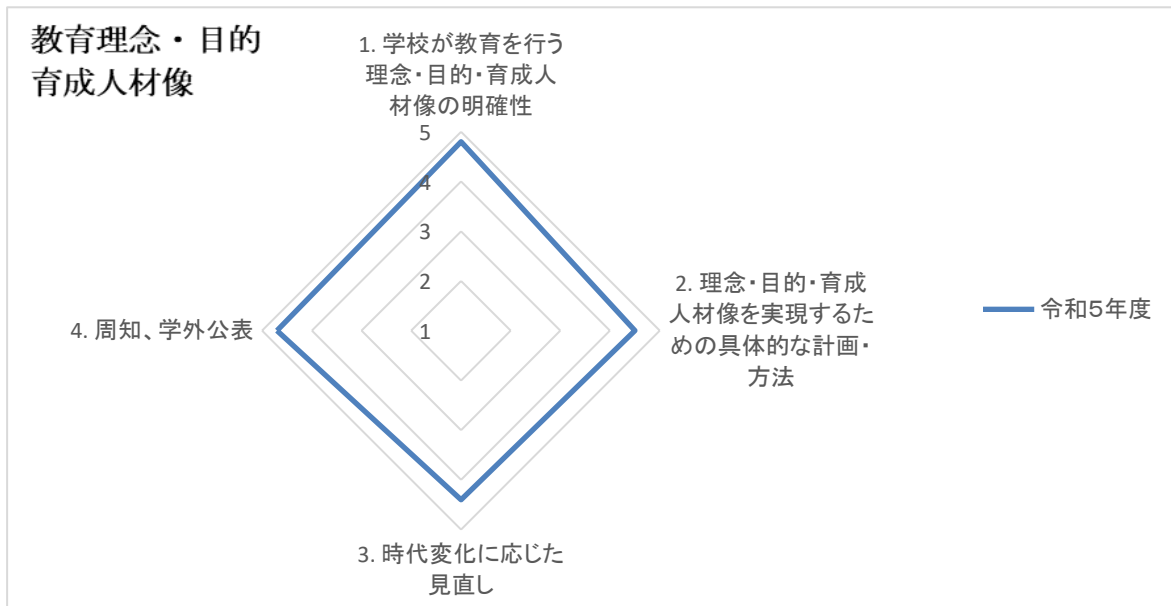 教育理念・目的
育成人材像
1. 学校が教育を行う
理念・目的・育成人
材像の明確性
5
4
3
2
1
2. 理念・目的・育成
人材像を実現するた
めの具体的な計画・
方法
令和5年度
4. 周知、学外公表
3. 時代変化に応じた
見直し